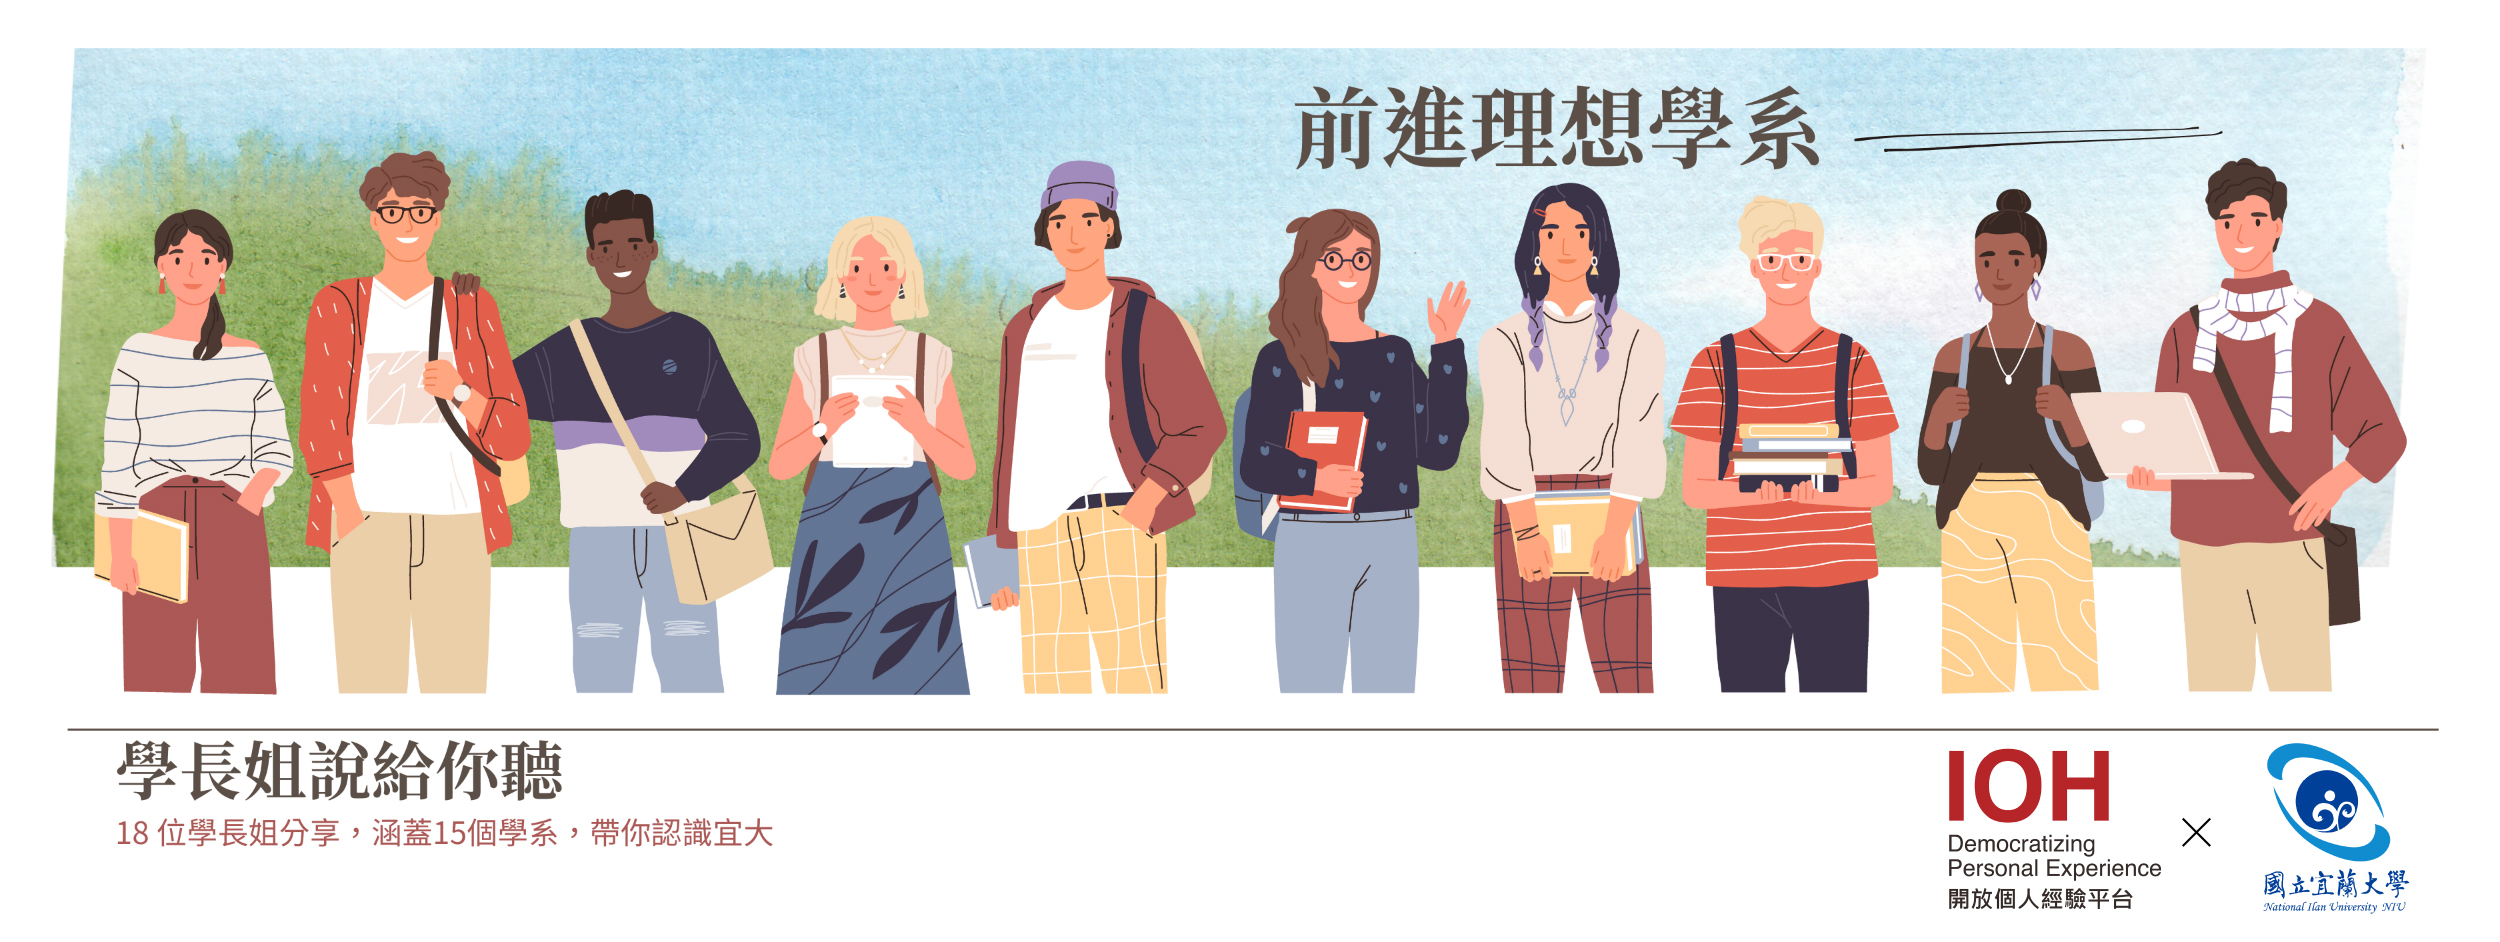 前進理想學系
學長姐說給你聽
18 位學長姐分享，涵蓋15個學系，帶你認識宜大
IOH
Democratizing
Personal Experience
開放個人經驗平台
×
國立宜蘭大學
National Ilan University NIU